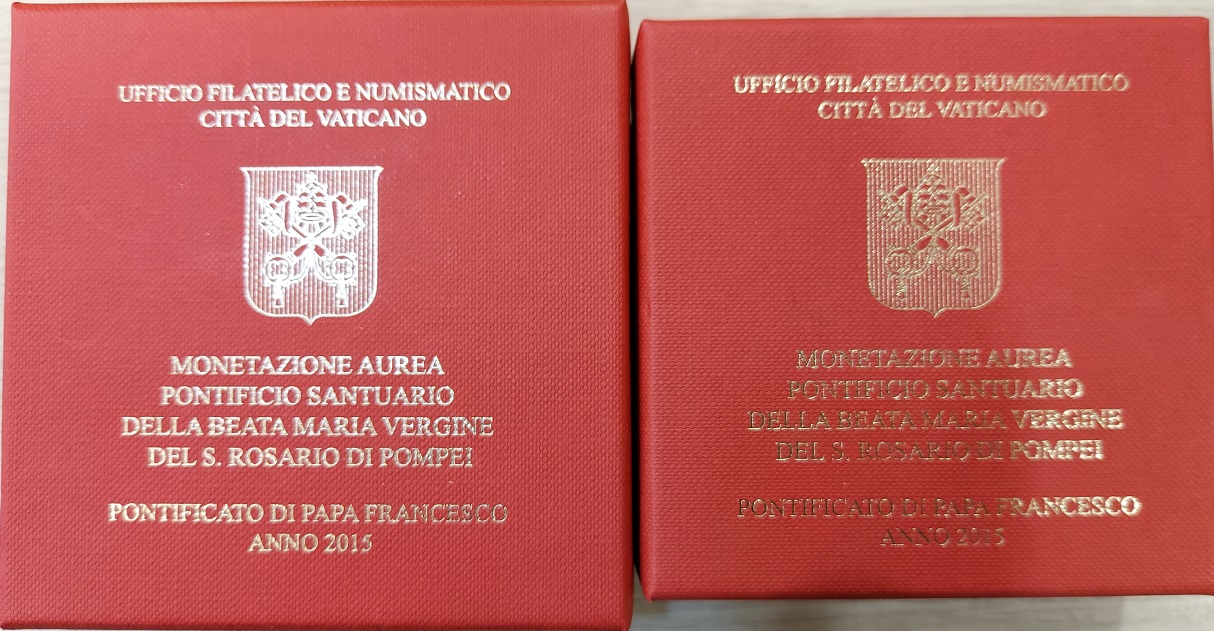 UFFICIO FILATELICO E NUMISMATICO
CITTÀ DEL VATICANO
MONETAZIONE AUREA
PONTIFICIO SANTUARIO
DELLA BEATA MARIA VERGINE
DEL S. ROSARIO DI POMPEI
PONTIFICATO DI PAPA FRANCESCO
ANNO 2015
UFFICIO FILATELICO E NUMISMATICO
CITTÀ DEL VATICANO
MONETAZIONE AUREA
PONTIFICIO SANTUARIO
DELLA BEATA MARIA VERGINE
DEL S. ROSARIO DI POMPEI
PONTIFICATO DI PAPA FRANCESCO
ANNO 2015